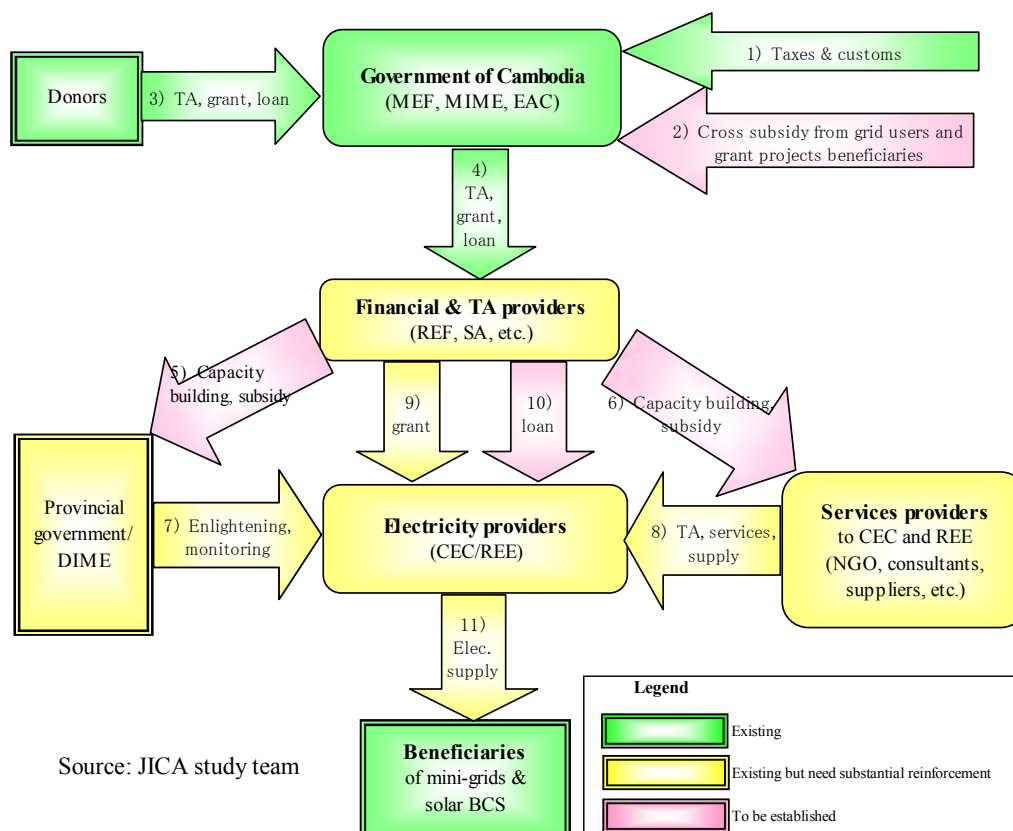 Government of Cambodia
(MEF, MIME, EAC)
1) Taxes & customs
Donors
3) TA, grant, loan
2) Cross subsidy from grid users and
grant projects beneficiaries
4)
TA,
grant,
loan
Financial & TA providers
(REF, SA, etc.)
5) Capacity
building, subsidy
9)
grant
10)
loan
6) Capacity building,
subsidy
Provincial
government/
DIME
7) Enlightening,
monitoring
Electricity providers
(CEC/REE)
8) TA, services,
supply
Services providers
to CEC and REE
(NGO, consultants,
suppliers, etc.)
11)
Elec.
supply
Beneficiaries
of mini-grids &
solar BCS
Source: JICA study team
Legend
Existing
Existing but need substantial reinforcement
To be established